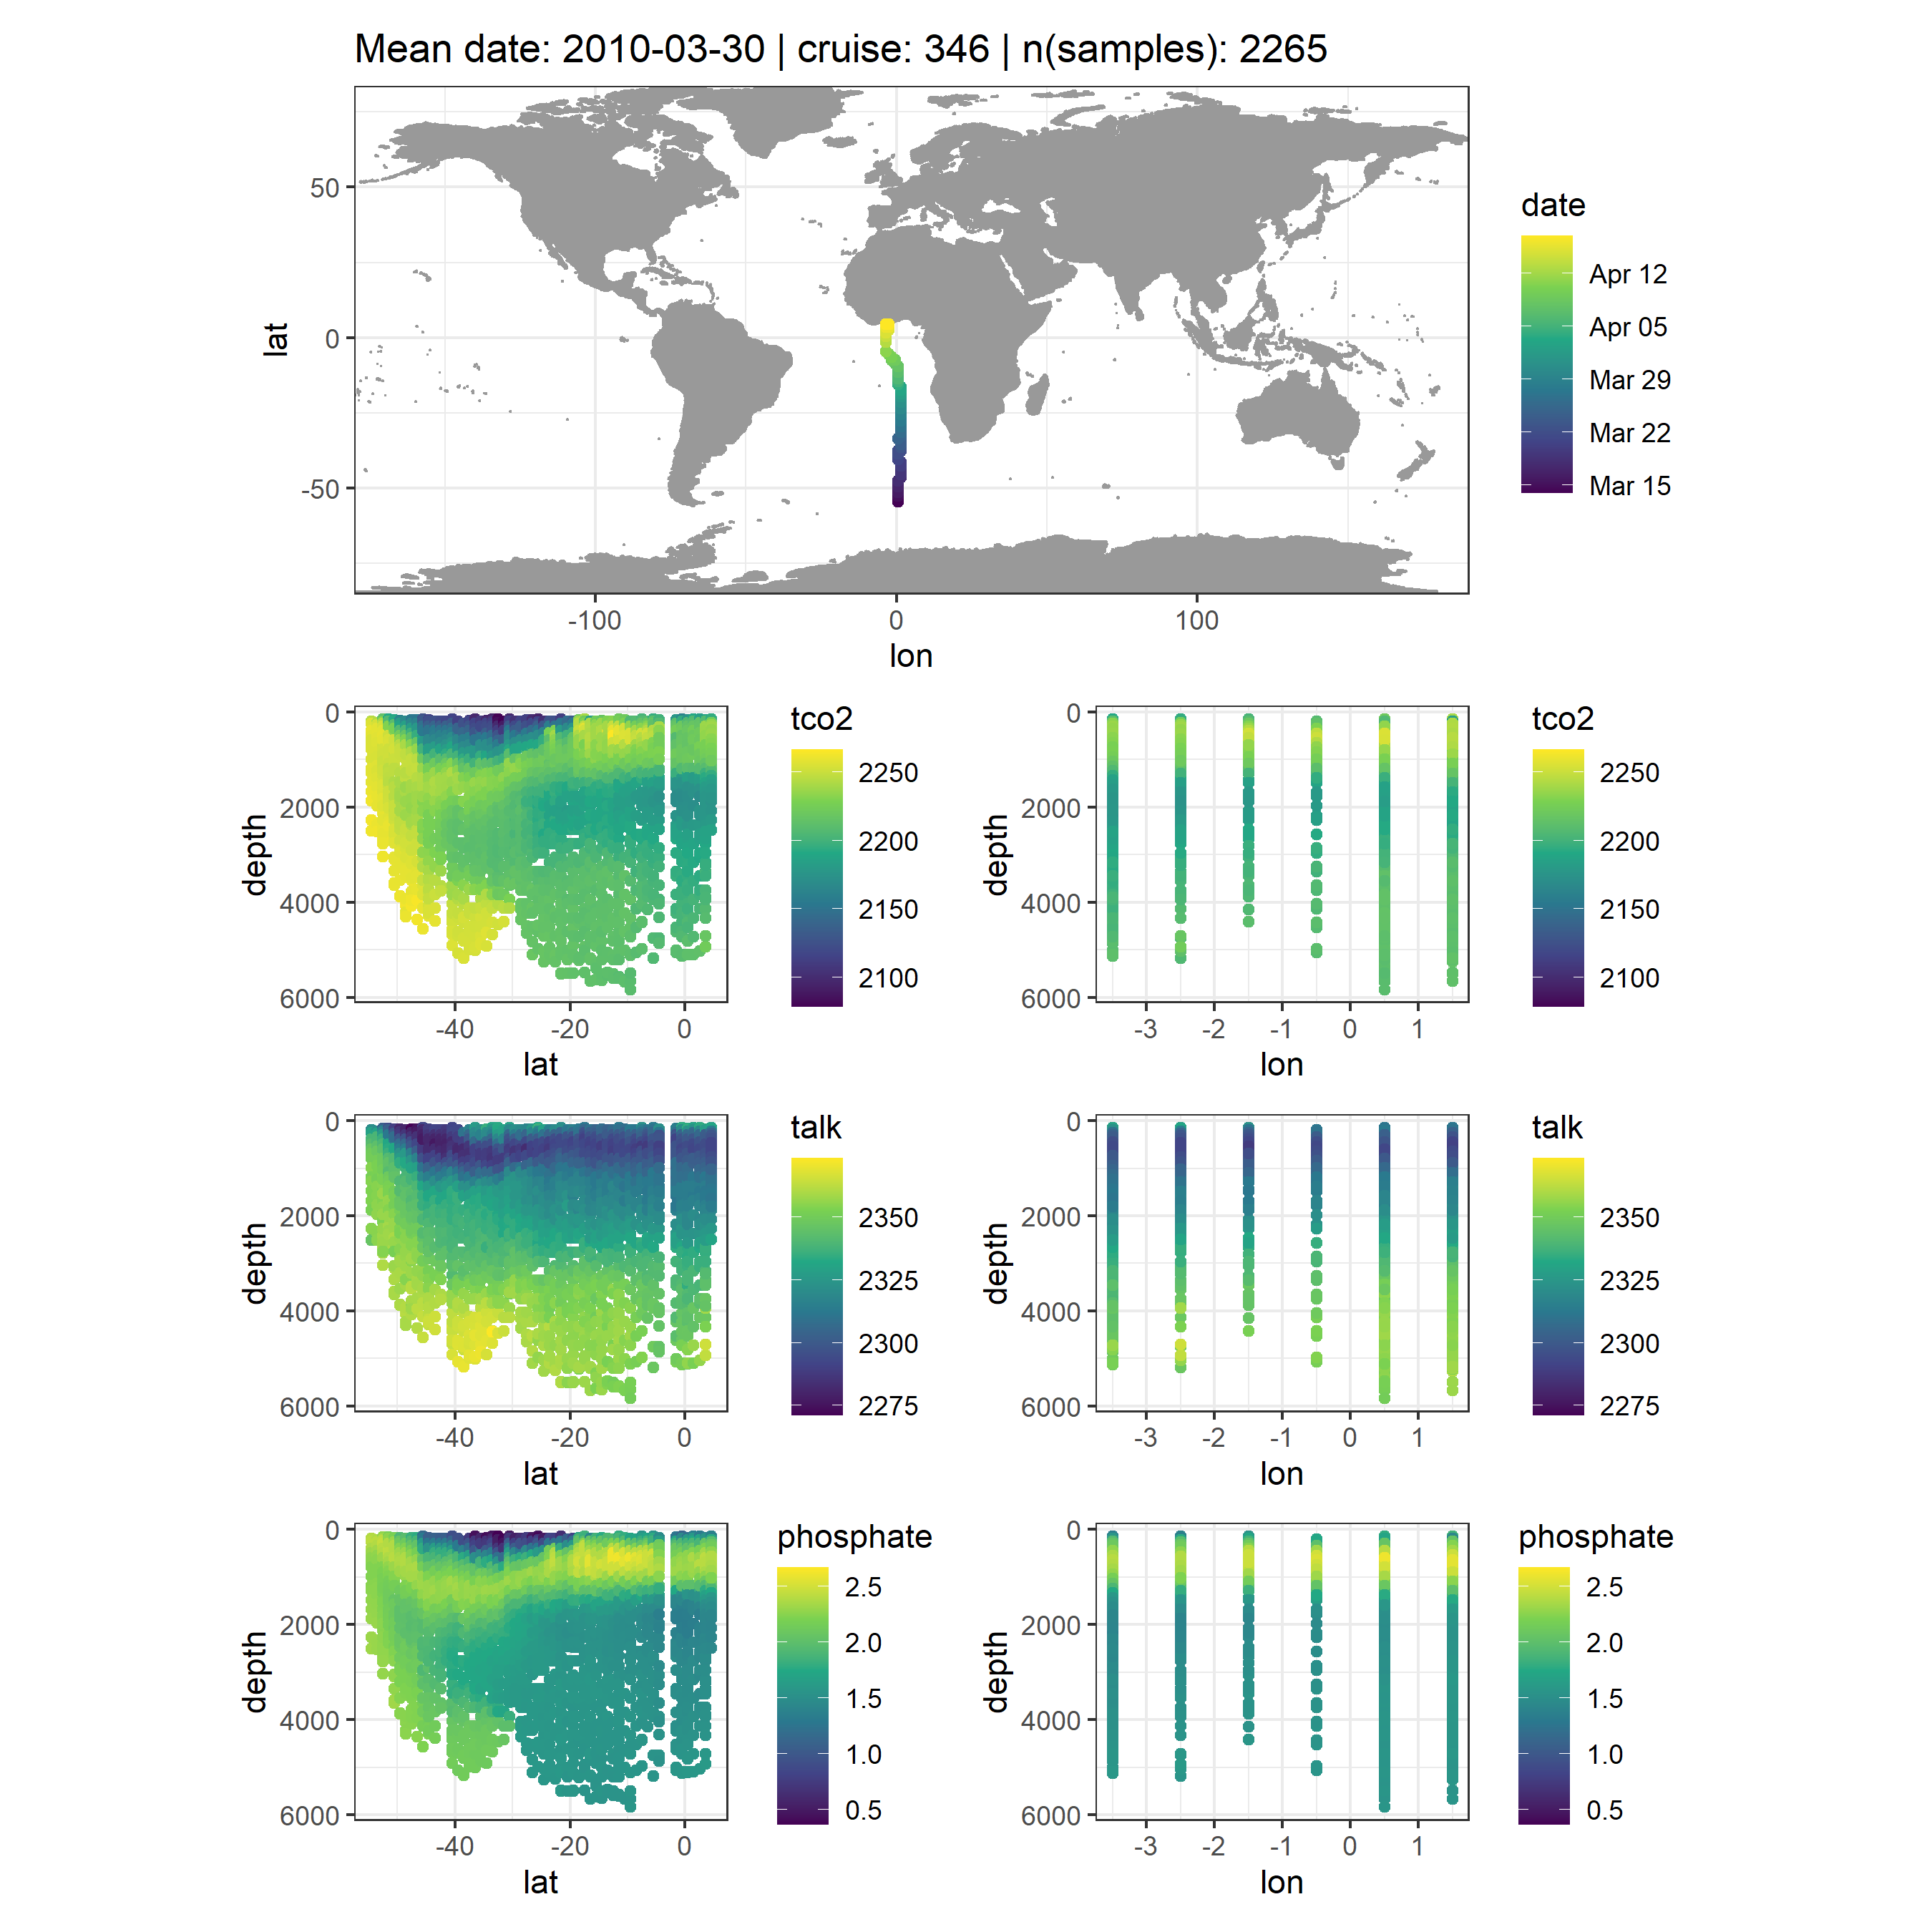 Mean date: 2010-03-30 | cruise: 346 | n(samples): 2265
lat
50
0
-50
-100
0
100
lon
date
Apr 12
Apr 05
Mar 29
Mar 22
Mar 15
depth
0
2000
4000
6000
-40
-20
0
lat
tco2
2250
2200
2150
2100
depth
0
2000
4000
6000
-3
-2
-1
0
1
lon
tco2
2250
2200
2150
2100
depth
0
2000
4000
6000
-40
-20
0
lat
talk
2350
2325
2300
2275
depth
0
2000
4000
6000
-3
-2
-1
0
1
lon
talk
2350
2325
2300
2275
depth
0
2000
4000
6000
-40
-20
0
lat
phosphate
2.5
2.0
1.5
1.0
0.5
depth
0
2000
4000
6000
-3
-2
-1
0
1
lon
phosphate
2.5
2.0
1.5
1.0
0.5